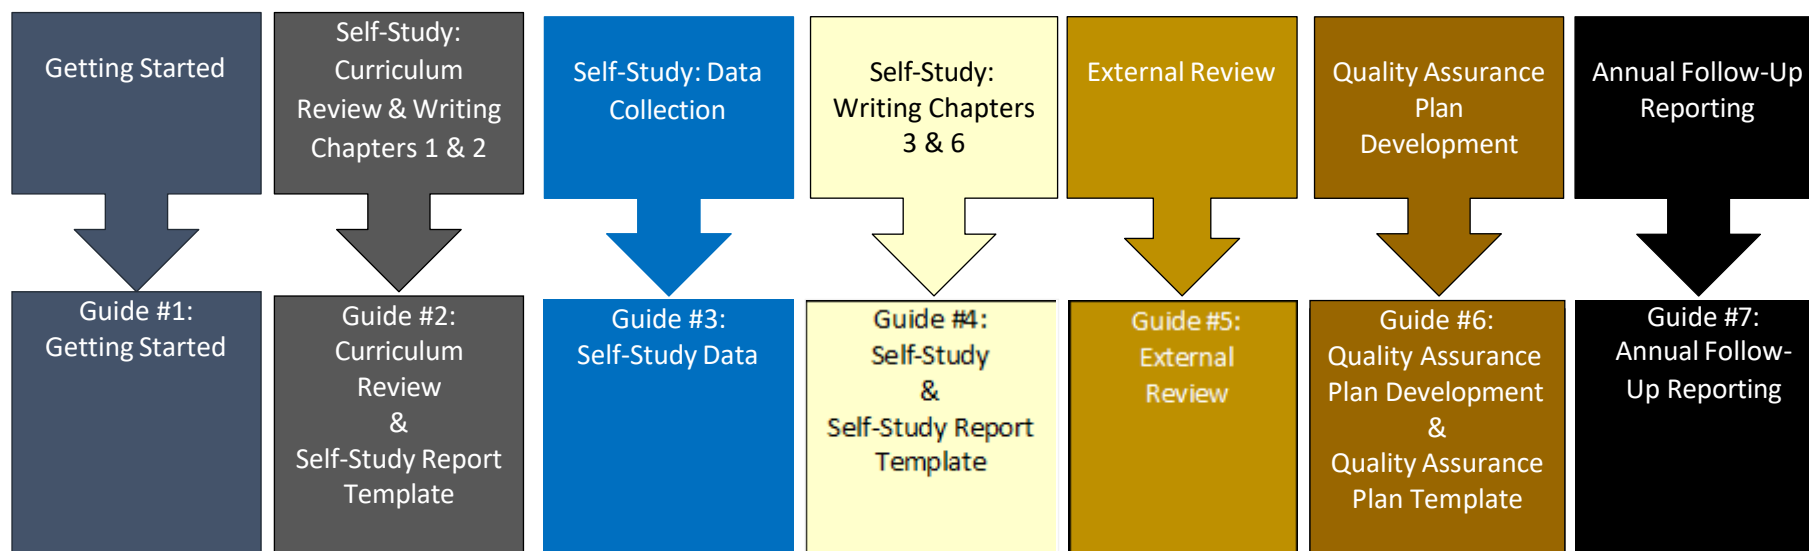 Getting Started
Self-Study:
Curriculum
Review & Writing
Chapters 1 & 2
Self-Study: Data
Collection
Self-Study:
Writing Chapters
3 & 6
External Review
Quality Assurance
Plan
Development
Annual Follow-Up
Reporting
Guide #1:
Getting Started
Guide #2:
Curriculum
Review
&
Self-Study Report
Template
Guide #3:
Self-Study Data
Guide #4:
Self-Study
&
Self-Study Report
Template
Guide #5:
External
Review
Guide #6:
Quality Assurance
Plan Development
&
Quality Assurance
Plan Template
Guide #7:
Annual Follow-
Up Reporting